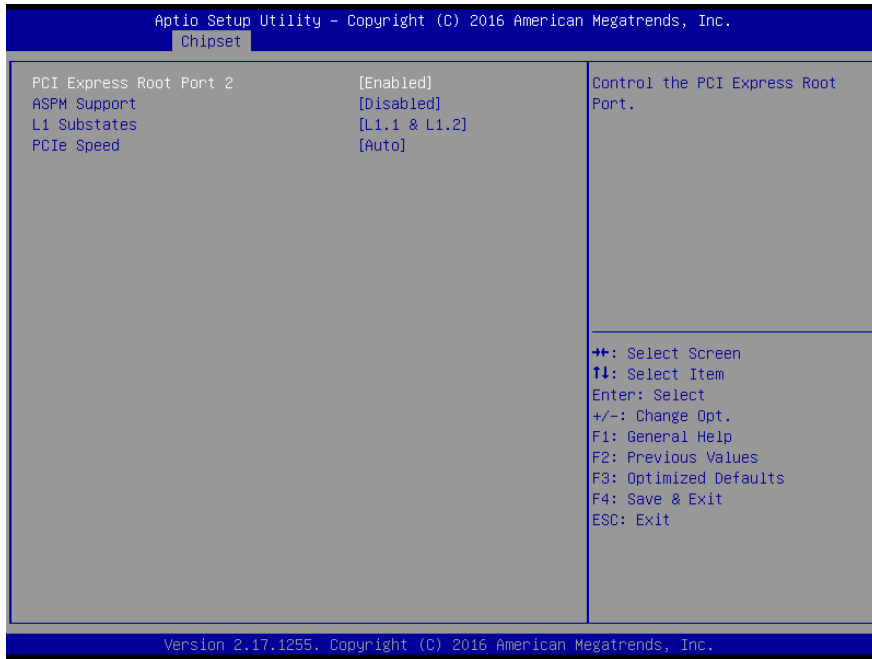 Aptio Setup Utility – Copyright (C) 2016 American Megatrends, Inc.
Chipset
PCI Express Root Port 2 [Enabled]
ASPM Support [Disabled]
L1 Substates [L1.1 & L1.2]
PCIe Speed [Auto]
Control the PCI Express Root
Port.
→←: Select Screen
↑↓: Select Item
Enter: Select
+/-: Change Opt.
F1: General Help
F2: Previous Values
F3: Optimized Defaults
F4: Save & Exit
ESC: Exit
Version 2.17.1255. Copyright (C) 2016 American Megatrends, Inc.